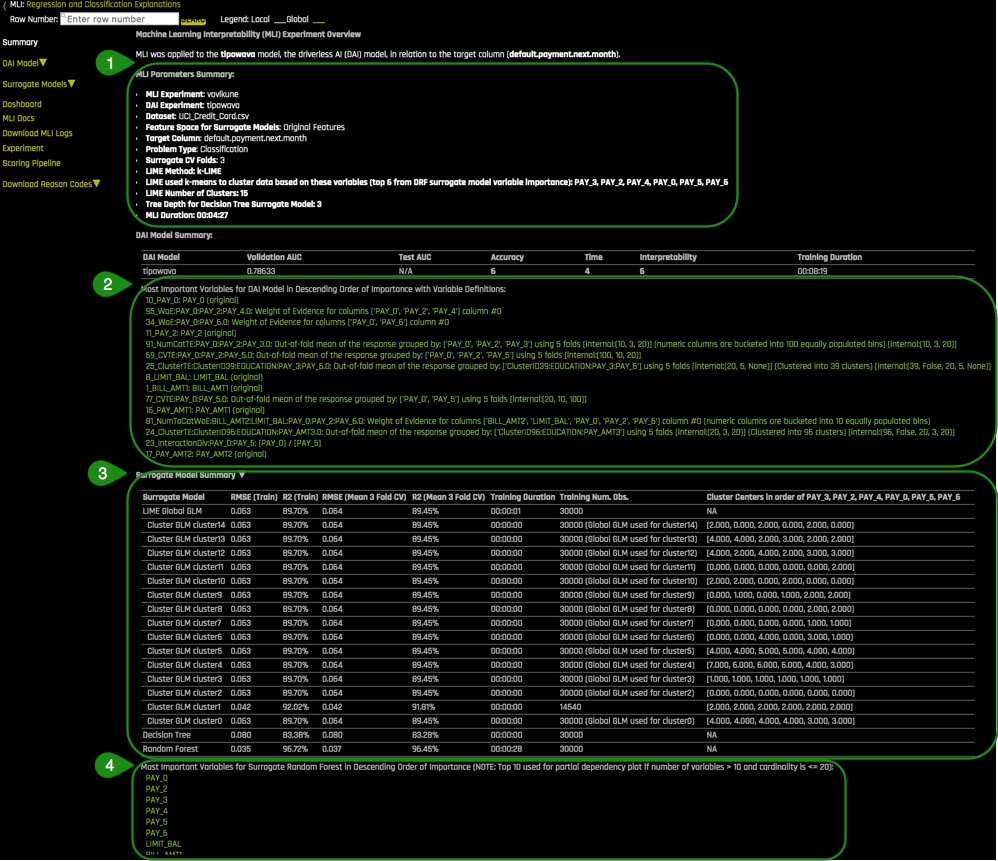 MLI: Regression and Classification Explanations
Row Number: Enter row number SEARCH Legend: Local Global
Machine Learning Interpretability (MLI) Experiment Overview
Summary
MLI was applied to the tipowava model, the driverless AI (DAI) model, in relation to the target column (default.payment.next.month).
DAI Model▼
1
MLI Parameters Summary:
Surrogate Models▼
Dashboard
MLI Docs
Download MLI Logs
Experiment
Scoring Pipeline
Download Reason Codes▼
MLI Experiment: vavikune
DAI Experiment: tipowava
Dataset: UCI_Credit_Card.csv
Feature Space for Surrogate Models: Original Features
Target Column: default.payment.next.month
Problem Type: Classification
Surrogate CV Folds: 3
LIME Method: k-LIME
LIME used k-means to cluster data based on these variables (top 6 from DRF surrogate model variable importance): PAY_3, PAY_2, PAY_4, PAY_0, PAY_5, PAY_6
LIME Number of Clusters: 15
Tree Depth for Decision Tree Surrogate Model: 3
MLI Duration: 00:04:27
DAI Model Summary:
DAI Model Validation AUC Test AUC Accuracy Time Interpretability Training Duration
tipowava 0.78633 N/A 6 4 6 00:08:19
2
Most Important Variables for DAI Model in Descending Order of Importance with Variable Definitions:
10_PAY_0: PAY_0 (original)
95_WoE:PAY_0:PAY_2:PAY_4.0: Weight of Evidence for columns ['PAY_0', 'PAY_2', 'PAY_4'] column #0
34_WoE:PAY_0:PAY_6.0: Weight of Evidence for columns ['PAY_0', 'PAY_6'] column #0
11_PAY_2: PAY_2 (original)
91_NumCatTE:PAY_0:PAY_2:PAY_3.0: Out-of-fold mean of the response grouped by: ['PAY_0', 'PAY_2', 'PAY_3'] using 5 folds [internal:(10, 3, 20)] (numeric columns are bucketed into 100 equally populated bins) [internal:(10, 3, 20)]
69_CVTE:PAY_0:PAY_2:PAY_5.0: Out-of-fold mean of the response grouped by: ['PAY_0', 'PAY_2', 'PAY_5'] using 5 folds [internal:(100, 10, 20)]
25_ClusterTE:ClusterID39:EDUCATION:PAY_3:PAY_6.0: Out-of-fold mean of the response grouped by: ['ClusterID39:EDUCATION:PAY_3:PAY_6'] using 5 folds [internal:(20, 5, None)] (Clustered into 39 clusters) [internal:(39, False, 20, 5, None)]
8_LIMIT_BAL: LIMIT_BAL (original)
1_BILL_AMT1: BILL_AMT1 (original)
77_CVTE:PAY_0:PAY_5.0: Out-of-fold mean of the response grouped by: ['PAY_0', 'PAY_5'] using 5 folds [internal:(20, 10, 100)]
16_PAY_AMT1: PAY_AMT1 (original)
81_NumToCatWoE:BILL_AMT2:LIMIT_BAL:PAY_0:PAY_2:PAY_5.0: Weight of Evidence for columns ['BILL_AMT2', 'LIMIT_BAL', 'PAY_0', 'PAY_2', 'PAY_5'] column #0 (numeric columns are bucketed into 10 equally populated bins)
24_ClusterTE:ClusterID96:EDUCATION:PAY_AMT3.0: Out-of-fold mean of the response grouped by: ['ClusterID96:EDUCATION:PAY_AMT3'] using 5 folds [internal:(20, 3, 20)] (Clustered into 96 clusters) [internal:(96, False, 20, 3, 20)]
23_InteractionDiv:PAY_0:PAY_5: [PAY_0] / [PAY_5]
17_PAY_AMT2: PAY_AMT2 (original)
3
Surrogate Model Summary ▼
Surrogate Model RMSE (Train) R2 (Train) RMSE (Mean 3 Fold CV) R2 (Mean 3 Fold CV) Training Duration Training Num. Obs. Cluster Centers in order of PAY_3, PAY_2, PAY_4, PAY_0, PAY_5, PAY_6
LIME Global GLM 0.063 89.70% 0.064 89.45% 00:00:01 30000 NA
Cluster GLM cluster14 0.063 89.70% 0.064 89.45% 00:00:00 30000 (Global GLM used for cluster14) [2.000, 0.000, 2.000, 0.000, 2.000, 0.000]
Cluster GLM cluster13 0.063 89.70% 0.064 89.45% 00:00:00 30000 (Global GLM used for cluster13) [4.000, 4.000, 2.000, 3.000, 2.000, 2.000]
Cluster GLM cluster12 0.063 89.70% 0.064 89.45% 00:00:00 30000 (Global GLM used for cluster12) [4.000, 2.000, 4.000, 2.000, 3.000, 3.000]
Cluster GLM cluster11 0.063 89.70% 0.064 89.45% 00:00:00 30000 (Global GLM used for cluster11) [0.000, 0.000, 0.000, 0.000, 0.000, 2.000]
Cluster GLM cluster10 0.063 89.70% 0.064 89.45% 00:00:00 30000 (Global GLM used for cluster10) [2.000, 2.000, 0.000, 2.000, 0.000, 0.000]
Cluster GLM cluster9 0.063 89.70% 0.064 89.45% 00:00:00 30000 (Global GLM used for cluster9) [0.000, 1.000, 0.000, 1.000, 2.000, 2.000]
Cluster GLM cluster8 0.063 89.70% 0.064 89.45% 00:00:00 30000 (Global GLM used for cluster8) [0.000, 0.000, 0.000, 0.000, 2.000, 2.000]
Cluster GLM cluster7 0.063 89.70% 0.064 89.45% 00:00:00 30000 (Global GLM used for cluster7) [0.000, 0.000, 0.000, 0.000, 1.000, 1.000]
Cluster GLM cluster6 0.063 89.70% 0.064 89.45% 00:00:00 30000 (Global GLM used for cluster6) [0.000, 0.000, 4.000, 0.000, 3.000, 1.000]
Cluster GLM cluster5 0.063 89.70% 0.064 89.45% 00:00:00 30000 (Global GLM used for cluster5) [4.000, 4.000, 5.000, 5.000, 4.000, 4.000]
Cluster GLM cluster4 0.063 89.70% 0.064 89.45% 00:00:00 30000 (Global GLM used for cluster4) [7.000, 6.000, 6.000, 6.000, 4.000, 3.000]
Cluster GLM cluster3 0.063 89.70% 0.064 89.45% 00:00:00 30000 (Global GLM used for cluster3) [1.000, 1.000, 1.000, 1.000, 1.000, 1.000]
Cluster GLM cluster2 0.063 89.70% 0.064 89.45% 00:00:00 30000 (Global GLM used for cluster2) [0.000, 0.000, 0.000, 0.000, 0.000, 0.000]
Cluster GLM cluster1 0.042 92.02% 0.042 91.81% 00:00:00 14540 [2.000, 2.000, 2.000, 2.000, 2.000, 2.000]
Cluster GLM cluster0 0.063 89.70% 0.064 89.45% 00:00:00 30000 (Global GLM used for cluster0) [4.000, 4.000, 4.000, 4.000, 3.000, 3.000]
Decision Tree 0.080 83.38% 0.080 83.28% 00:00:00 30000 NA
Random Forest 0.035 96.72% 0.037 96.45% 00:00:28 30000 NA
4
Most Important Variables for Surrogate Random Forest in Descending Order of Importance (NOTE: Top 10 used for partial dependency plot if number of variables > 10 and cardinality is <= 20):
PAY_0
PAY_2
PAY_3
PAY_4
PAY_5
PAY_6
LIMIT_BAL
BILL_AMT1